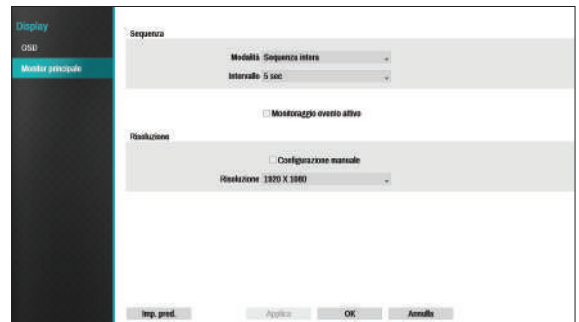 Display
OSD
Monitor principale
Sequenza
Modalità Sequenza intera
Intervallo 5 sec
Monitoraggio evento attivo
Risoluzione
Configurazione manuale
Risoluzione 1920 X 1080
Imp. pred. Applica OK Annulla